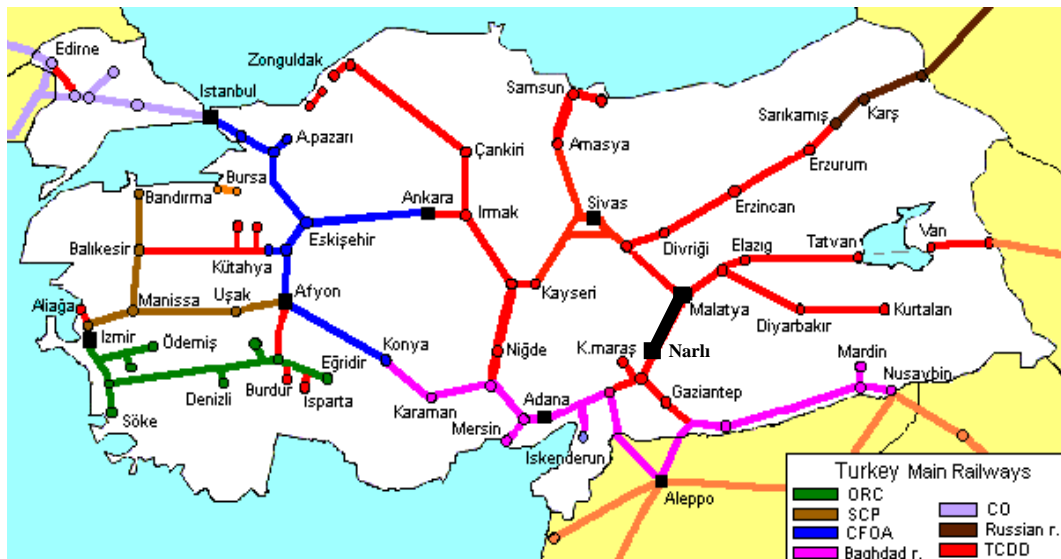 Edirne
Zonguldak
Istanbul
Samsun
Sarıkamış
Karş
A.pazarı
Çankiri
Amasya
Erzurum
Bursa
Bandırma
Ankara
Irmak
Sivas
Erzincan
Eskişehir
Divriği
Elazıg
Tatvan
Van
Balıkesir
Kütahya
Kayseri
Malatya
Aliağa
Manissa
Uşak
Afyon
Diyarbakır
Kurtalan
Izmir
Ödemiş
Konya
Niğde
K.maraş
Narlı
Mardin
Nusaybin
Eğridir
Burdur
Isparta
Denizli
Karaman
Adana
Gaziantep
Söke
Mersin
Iskenderun
Aleppo
Turkey Main Railways
ORC
SCP
CFOA
Baghdad r.
CO
Russian r.
TCDD